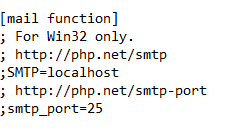 [mail function]
; For Win32 only.
; http://php.net/smtp
;SMTP=localhost
; http://php.net/smtp-port
;smtp_port=25